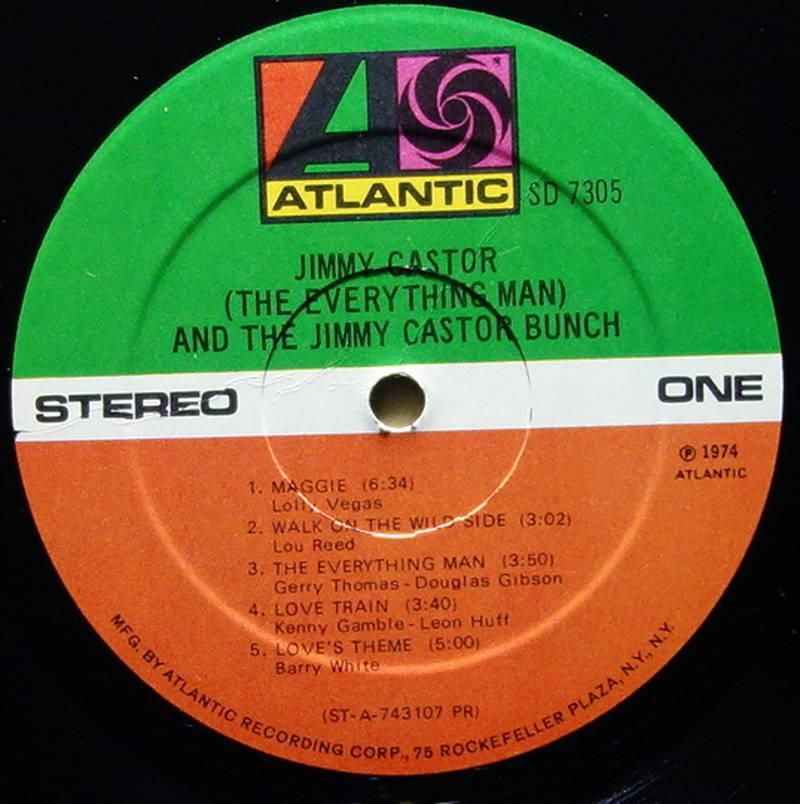 ATLANTIC
SD 7305
JIMMY CASTOR
(THE EVERYTHING MAN)
AND THE JIMMY CASTOR BUNCH
STEREO
ONE
℗ 1974
ATLANTIC
1. MAGGIE (6:34)
Lolly Vegas
2. WALK ON THE WILD SIDE (3:02)
Lou Reed
3. THE EVERYTHING MAN (3:50)
Gerry Thomas - Douglas Gibson
4. LOVE TRAIN (3:40)
Kenny Gamble - Leon Huff
5. LOVE'S THEME (5:00)
Barry White
(ST-A-743107 PR)
MFG. BY ATLANTIC RECORDING CORP., 75 ROCKEFELLER PLAZA, N.Y., N.Y.